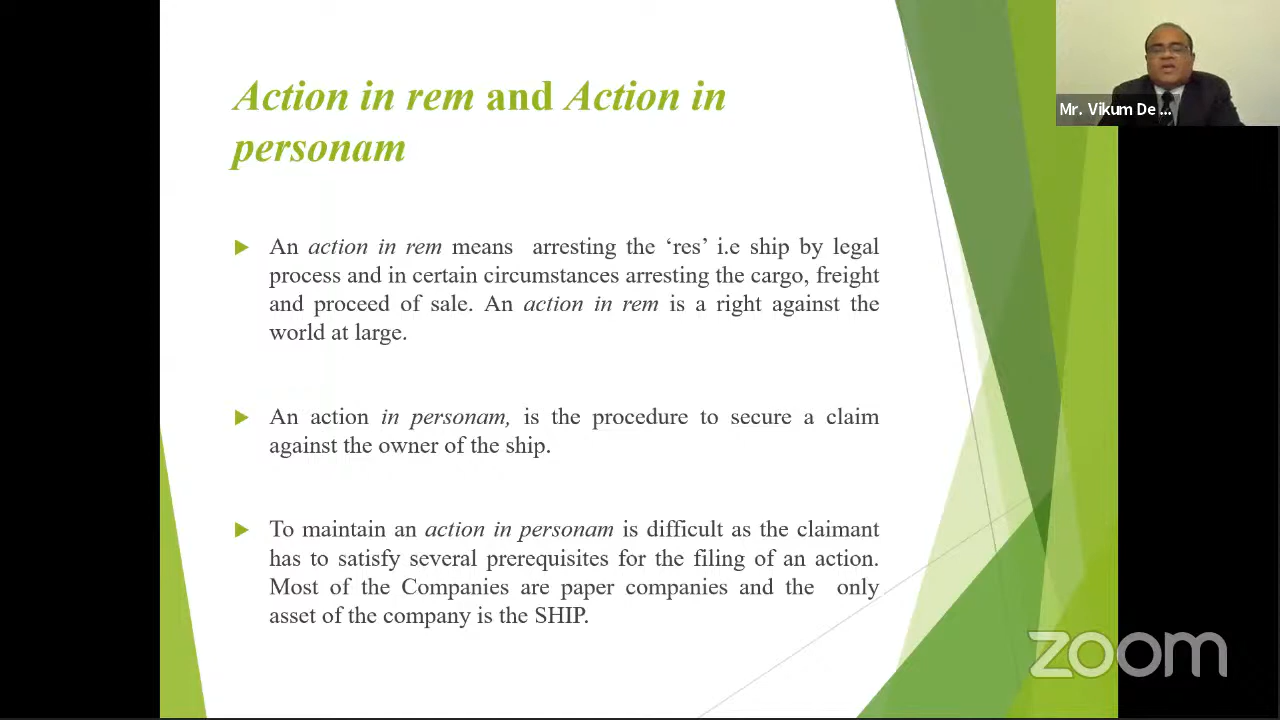 Action in rem and Action in
personam
Mr. Vikum De ...
An action in rem means arresting the ‘res’ i.e ship by legal
process and in certain circumstances arresting the cargo, freight
and proceed of sale. An action in rem is a right against the
world at large.
An action in personam, is the procedure to secure a claim
against the owner of the ship.
To maintain an action in personam is difficult as the claimant
has to satisfy several prerequisites for the filing of an action.
Most of the Companies are paper companies and the only
asset of the company is the SHIP.
zoom